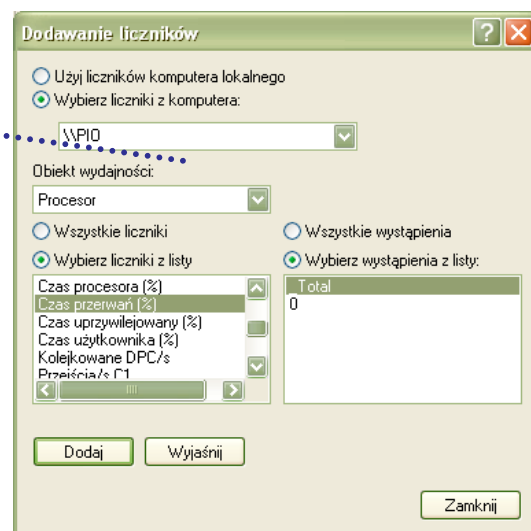 Dodawanie liczników
Użyj liczników komputera lokalnego
Wybierz liczniki z komputera:
\\PIO
Obiekt wydajności:
Procesor
Wszystkie liczniki
Wszystkie wystąpienia
Wybierz liczniki z listy
Wybierz wystąpienia z listy:
Czas procesora (%)
Czas przerwań (%)
Czas uprzywilejowany (%)
Czas użytkownika (%)
Kolejkowane DPC/s
Przejścia/s C1
_Total
0
Dodaj
Wyjaśnij
Zamknij